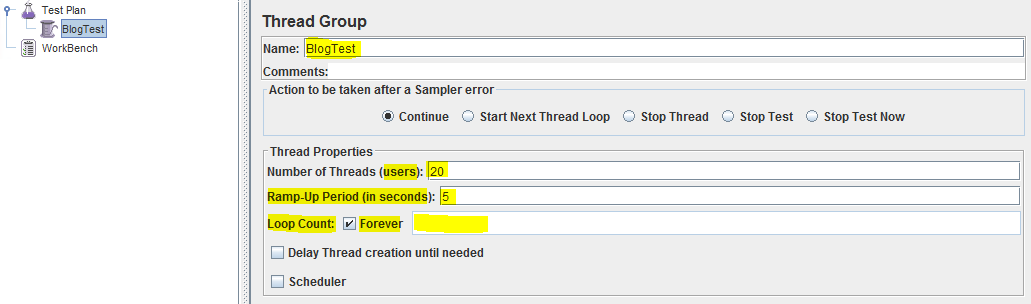 Test Plan
BlogTest
WorkBench
Thread Group
Name: BlogTest
Comments:
Action to be taken after a Sampler error
Continue Start Next Thread Loop Stop Thread Stop Test Stop Test Now
Thread Properties
Number of Threads (users): 20
Ramp-Up Period (in seconds): 5
Loop Count: Forever
Delay Thread creation until needed
Scheduler